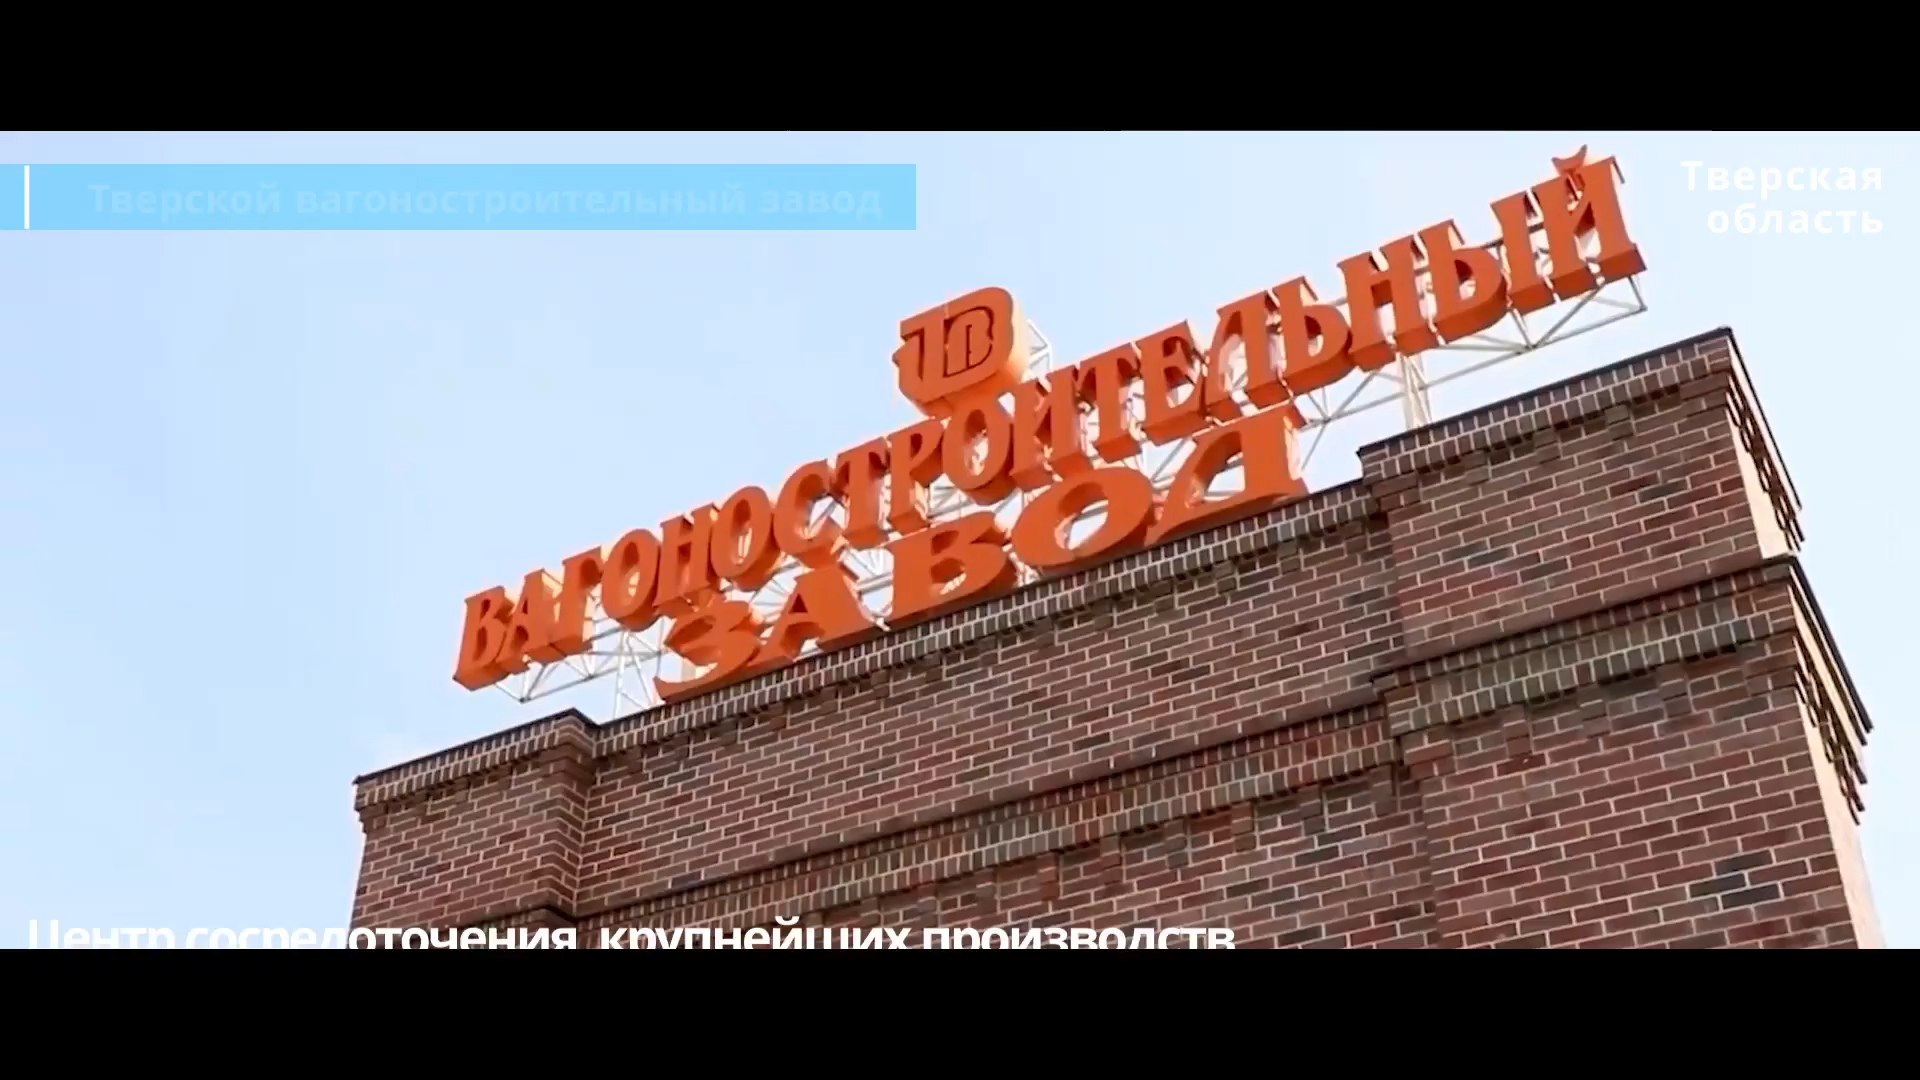 Тверской вагоностроительный завод
Тверская
область
ТВ
ВАГОНОСТРОИТЕЛЬНЫЙ
ЗАВОД
Центр сосредоточения крупнейших производств